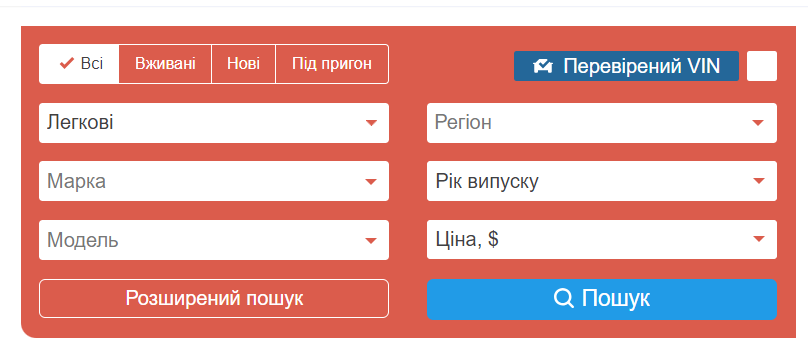 Всі Вживані Нові Під пригон Перевірений VIN
Легкові Регіон
Марка Рік випуску
Модель Ціна, $
Розширений пошук Пошук